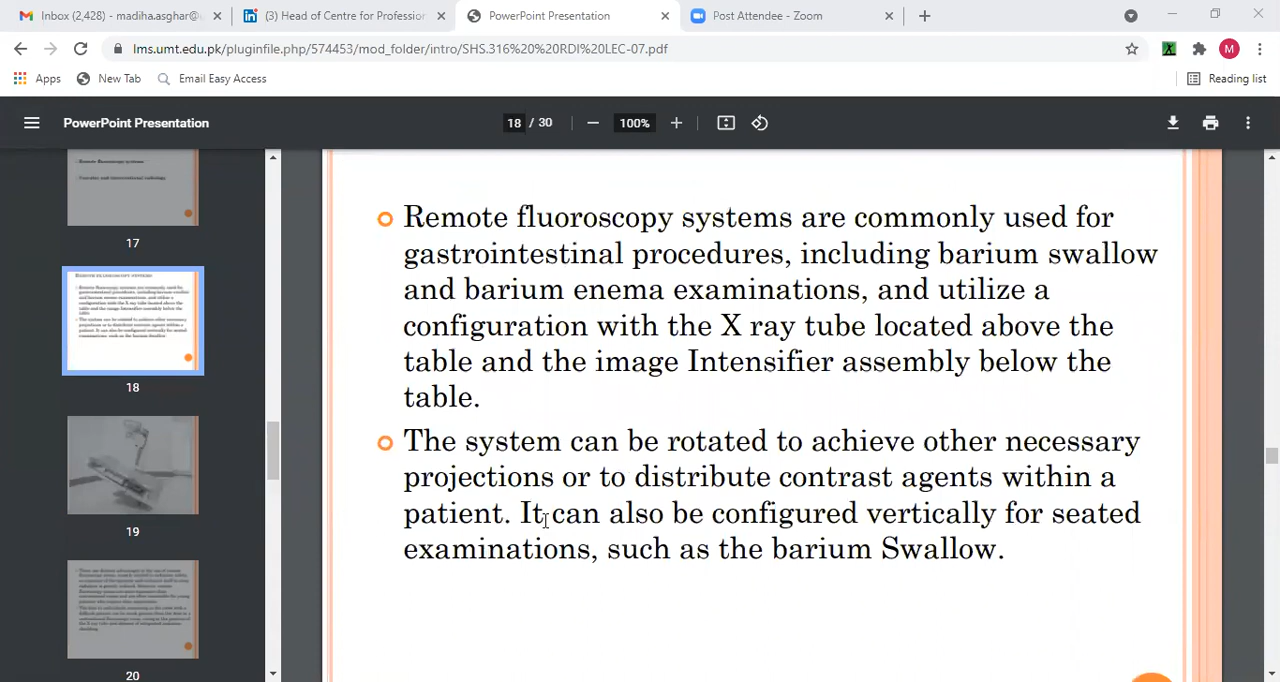 Inbox (2,428) - madiha.asghar@u
(3) Head of Centre for Profession
PowerPoint Presentation
Post Attendee - Zoom
lms.umt.edu.pk/pluginfile.php/574453/mod_folder/intro/SHS.316%20%20RDI%20LEC-07.pdf
M
Apps
New Tab
Email Easy Access
Reading list
PowerPoint Presentation
18 / 30
100%
17
18
19
20
Remote fluoroscopy systems are commonly used for
gastrointestinal procedures, including barium swallow
and barium enema examinations, and utilize a
configuration with the X ray tube located above the
table and the image Intensifier assembly below the
table.
The system can be rotated to achieve other necessary
projections or to distribute contrast agents within a
patient. It can also be configured vertically for seated
examinations, such as the barium Swallow.